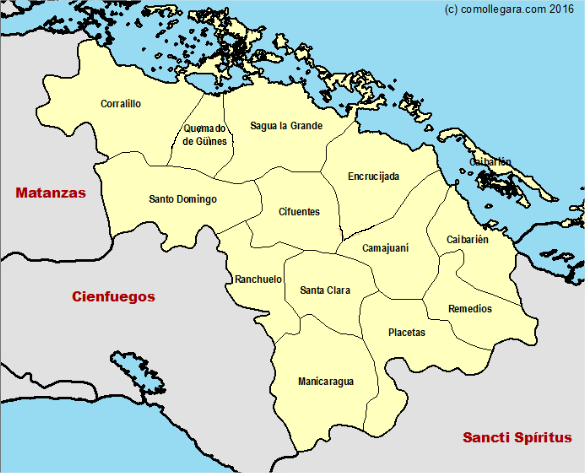 (c) comollegara.com 2016
Corralillo
Quemado
de Güines
Sagua la Grande
Caibarién
Encrucijada
Matanzas
Santo Domingo
Cifuentes
Camajuaní
Caibarién
Cienfuegos
Ranchuelo
Santa Clara
Remedios
Placetas
Manicaragua
Sancti Spíritus